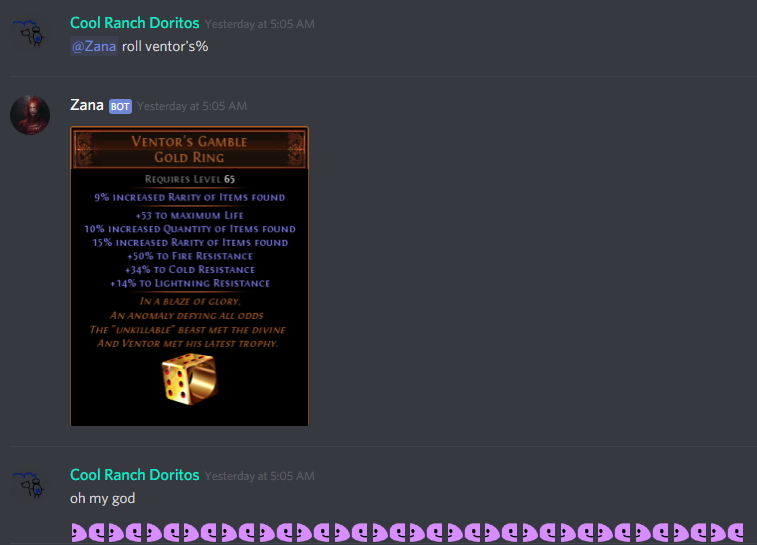 Cool Ranch Doritos Yesterday at 5:05 AM
@Zana roll ventor's%
Zana BOT Yesterday at 5:05 AM
VENTOR'S GAMBLE
GOLD RING
REQUIRES LEVEL 65
9% INCREASED RARITY OF ITEMS FOUND
+53 TO MAXIMUM LIFE
10% INCREASED QUANTITY OF ITEMS FOUND
15% INCREASED RARITY OF ITEMS FOUND
+50% TO FIRE RESISTANCE
+34% TO COLD RESISTANCE
+14% TO LIGHTNING RESISTANCE
IN A BLAZE OF GLORY,
AN ANOMALY DEFYING ALL ODDS
THE "UNKILLABLE" BEAST MET THE DIVINE
AND VENTOR MET HIS LATEST TROPHY.
Cool Ranch Doritos Yesterday at 5:05 AM
oh my god